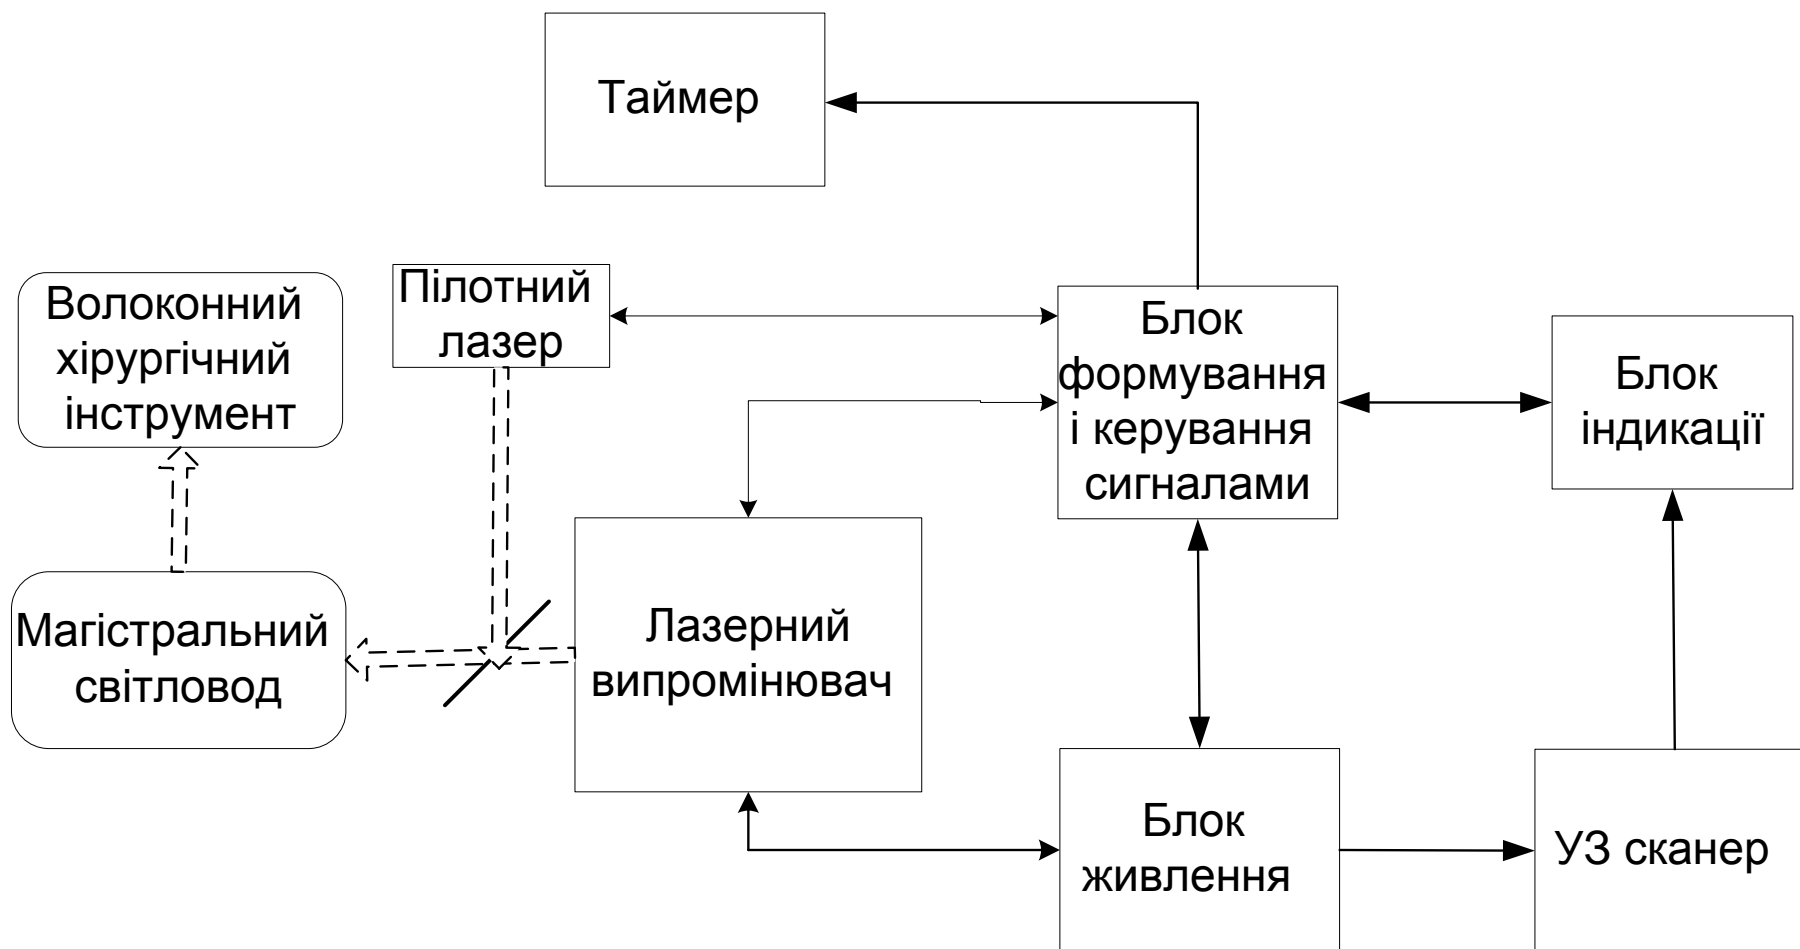 Таймер
Волоконний
хірургічний
інструмент
Пілотний
лазер
Блок
формування
і керування
сигналами
Блок
індикації
Магістральний
світловод
Лазерний
випромінювач
Блок
живлення
УЗ сканер